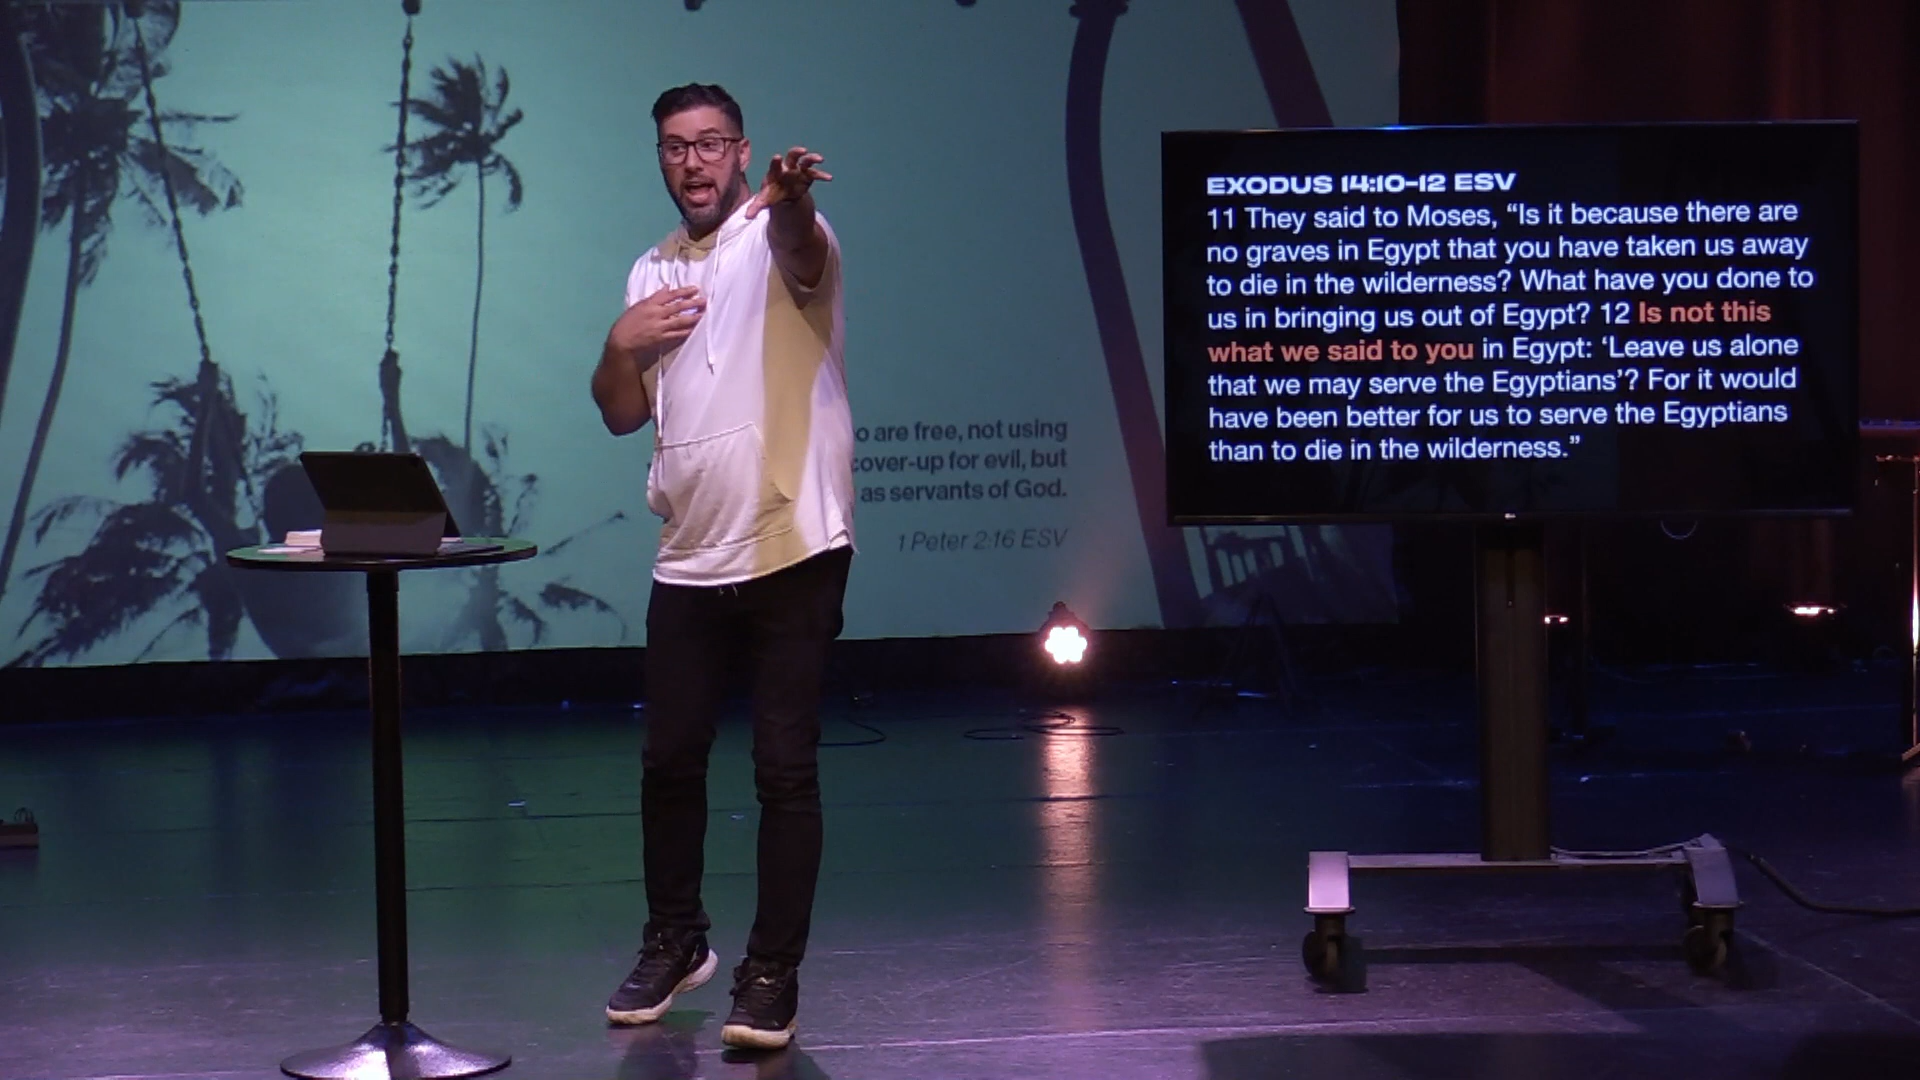 EXODUS 14:10-12 ESV
11 They said to Moses, “Is it because there are
no graves in Egypt that you have taken us away
to die in the wilderness? What have you done to
us in bringing us out of Egypt? 12 Is not this
what we said to you in Egypt: ‘Leave us alone
that we may serve the Egyptians’? For it would
have been better for us to serve the Egyptians
than to die in the wilderness.”
are free, not using
cover-up for evil, but
as servants of God.
1 Peter 2:16 ESV